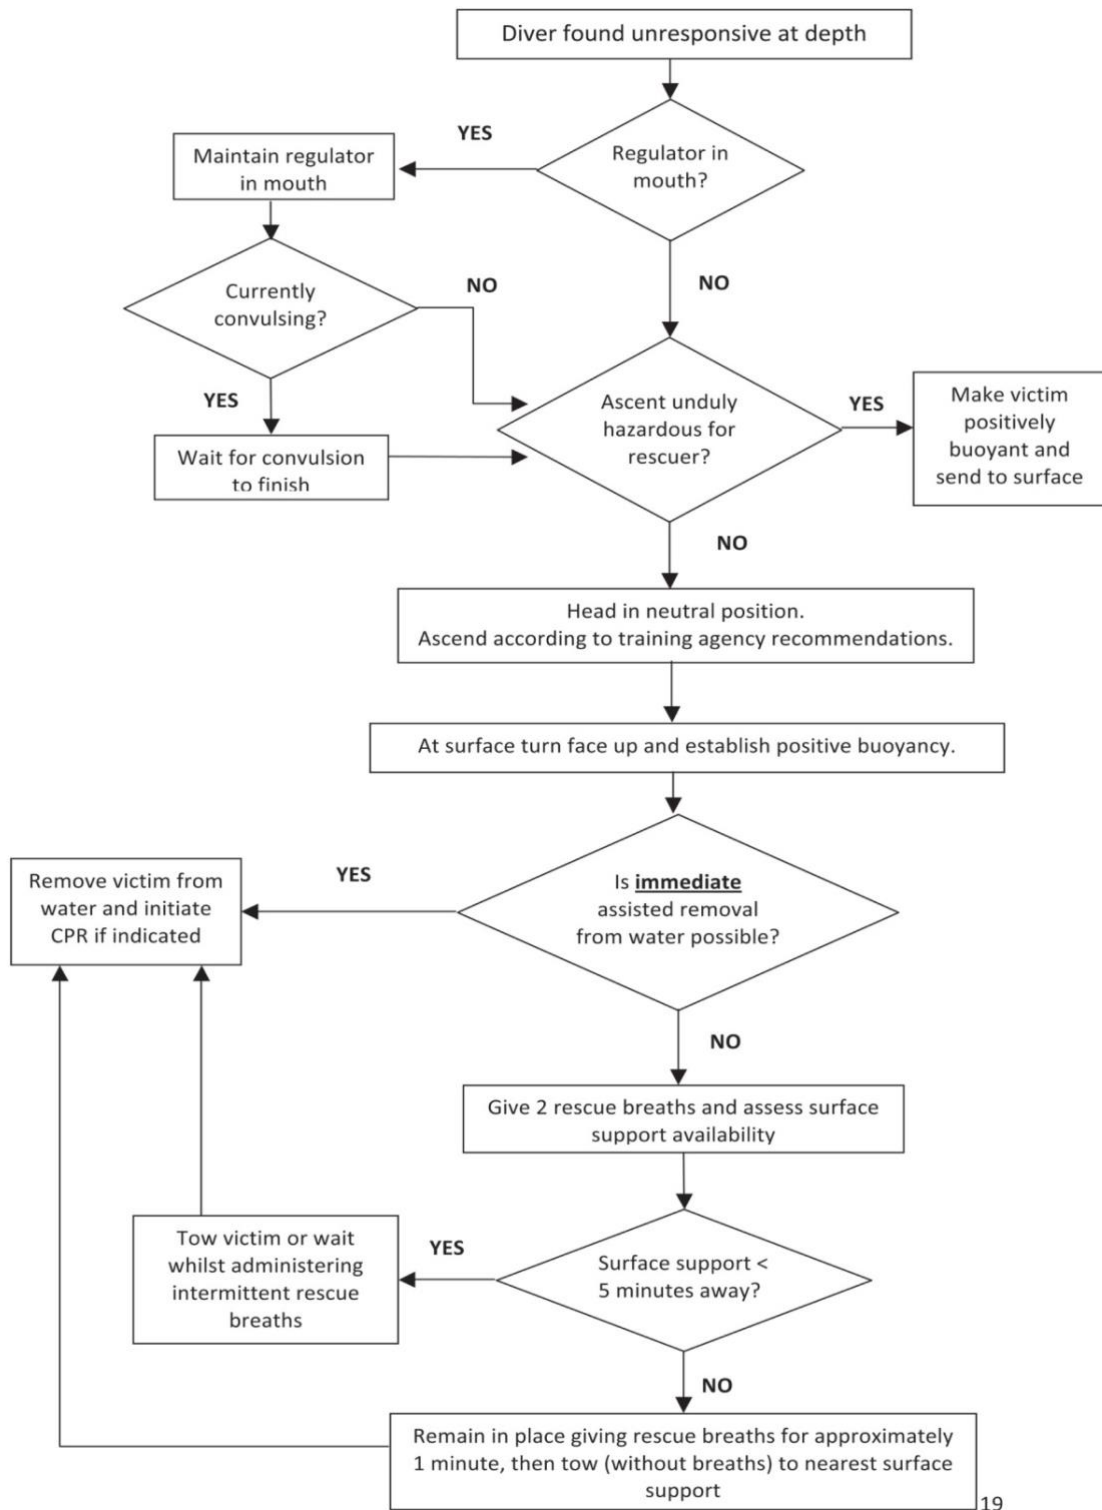 Diver found unresponsive at depth
YES
Regulator in
mouth?
Maintain regulator
in mouth
NO
Currently
convulsing?
NO
YES
Wait for convulsion
to finish
Ascent unduly
hazardous for
rescuer?
YES
Make victim
positively
buoyant and
send to surface
NO
Head in neutral position.
Ascend according to training agency recommendations.
At surface turn face up and establish positive buoyancy.
Is immediate
assisted removal
from water possible?
YES
Remove victim from
water and initiate
CPR if indicated
NO
Give 2 rescue breaths and assess surface
support availability
Surface support <
5 minutes away?
YES
Tow victim or wait
whilst administering
intermittent rescue
breaths
NO
Remain in place giving rescue breaths for approximately
1 minute, then tow (without breaths) to nearest surface
support
19